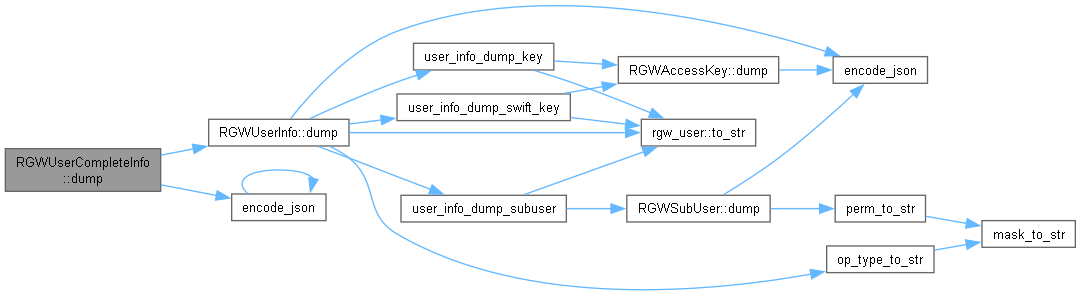 RGWUserCompleteInfo
::dump
RGWUserInfo::dump
encode_json
user_info_dump_key
user_info_dump_swift_key
user_info_dump_subuser
RGWAccessKey::dump
rgw_user::to_str
RGWSubUser::dump
encode_json
perm_to_str
op_type_to_str
mask_to_str